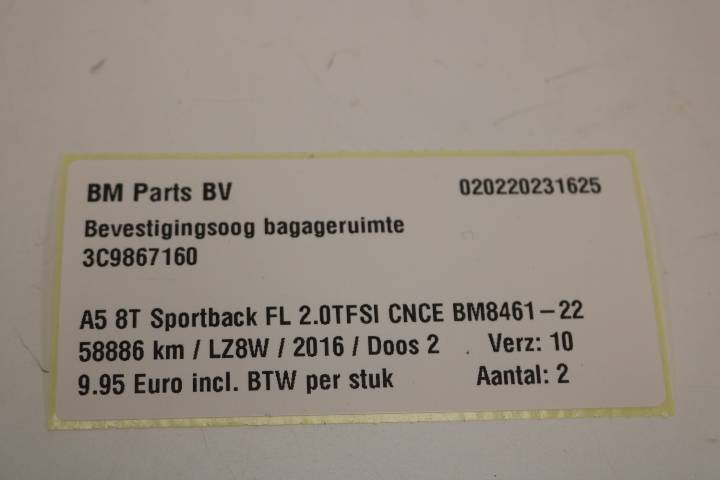 BM Parts BV 020220231625
Bevestigingsoog bagageruimte
3C9867160
A5 8T Sportback FL 2.0TFSI CNCE BM8461-22
58886 km / LZ8W / 2016 / Doos 2 Verz: 10
9.95 Euro incl. BTW per stuk Aantal: 2